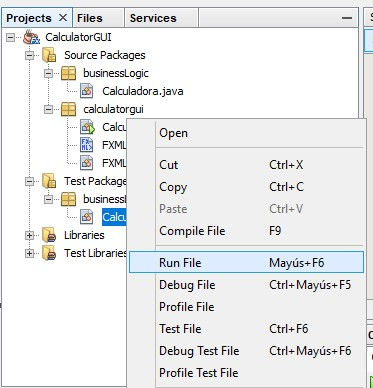 Projects
Files
Services
CalculatorGUI
Source Packages
businessLogic
Calculadora.java
calculatorgui
Calcu
FXML
FXML
Test Package
business
Calcu
Libraries
Test Libraries
Open
Cut Ctrl+X
Copy Ctrl+C
Paste Ctrl+V
Compile File F9
Run File Mayús+F6
Debug File Ctrl+Mayús+F5
Profile File
Test File Ctrl+F6
Debug Test File Ctrl+Mayús+F6
Profile Test File